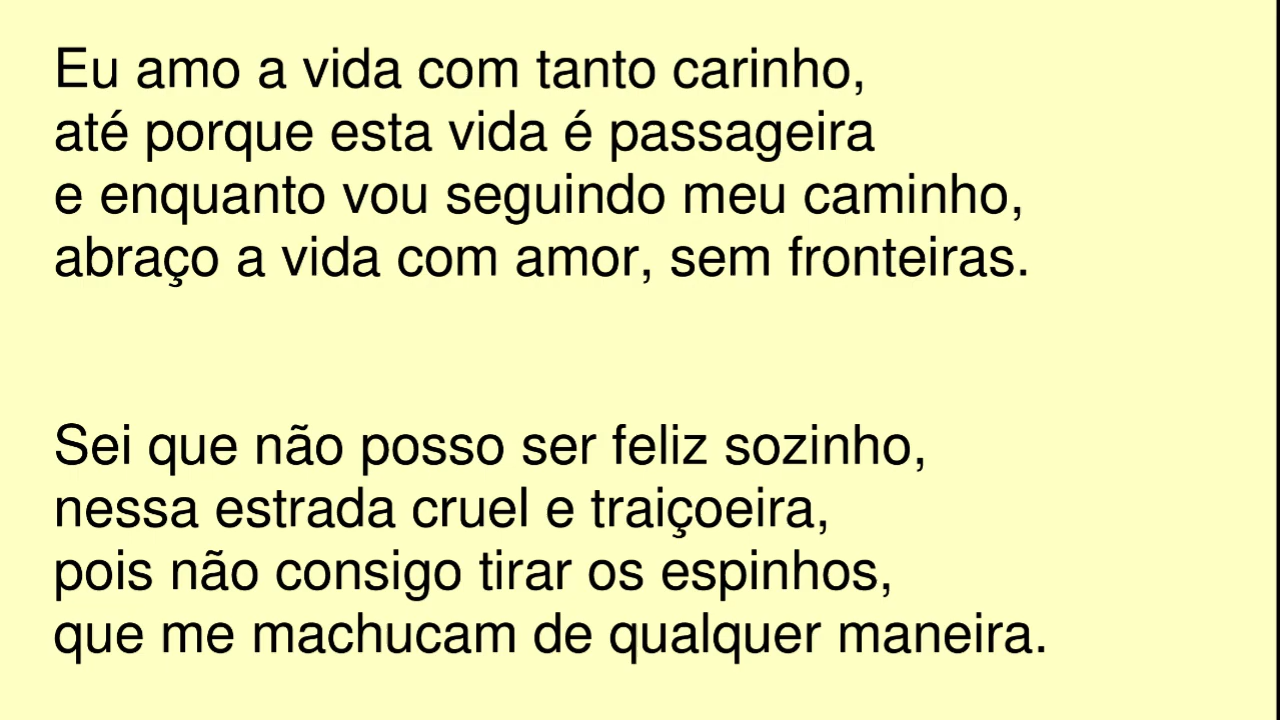 Eu amo a vida com tanto carinho,
até porque esta vida é passageira
e enquanto vou seguindo meu caminho,
abraço a vida com amor, sem fronteiras.
Sei que não posso ser feliz sozinho,
nessa estrada cruel e traiçoeira,
pois não consigo tirar os espinhos,
que me machucam de qualquer maneira.